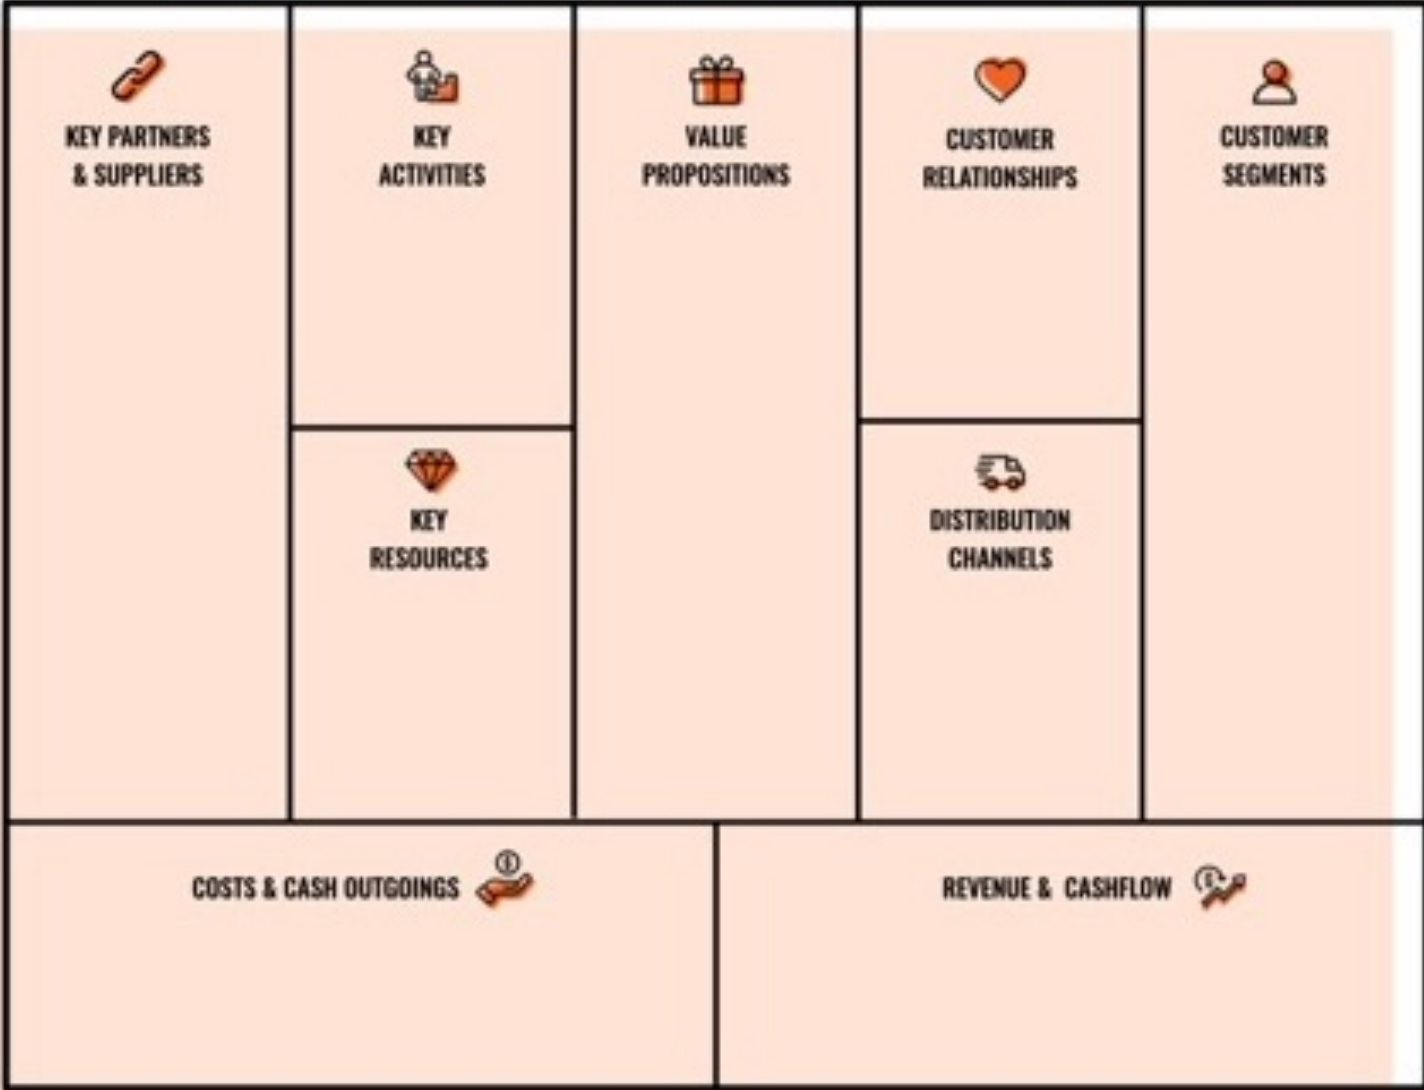 KEY PARTNERS
& SUPPLIERS
KEY
ACTIVITIES
KEY
RESOURCES
VALUE
PROPOSITIONS
CUSTOMER
RELATIONSHIPS
DISTRIBUTION
CHANNELS
CUSTOMER
SEGMENTS
COSTS & CASH OUTGOINGS
REVENUE & CASHFLOW